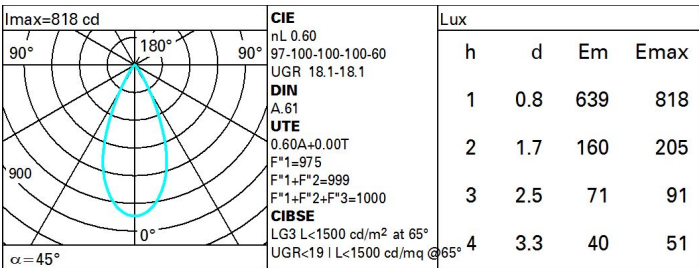 Imax=818 cd
90°
180°
90°
900
0°
α=45°
CIE
nL 0.60
97-100-100-100-60
UGR 18.1-18.1
DIN
A.61
UTE
0.60A+0.00T
F"1=975
F"1+F"2=999
F"1+F"2+F"3=1000
CIBSE
LG3 L<1500 cd/m² at 65°
UGR<19 | L<1500 cd/mq @65°
Lux
h d Em Emax
1 0.8 639 818
2 1.7 160 205
3 2.5 71 91
4 3.3 40 51